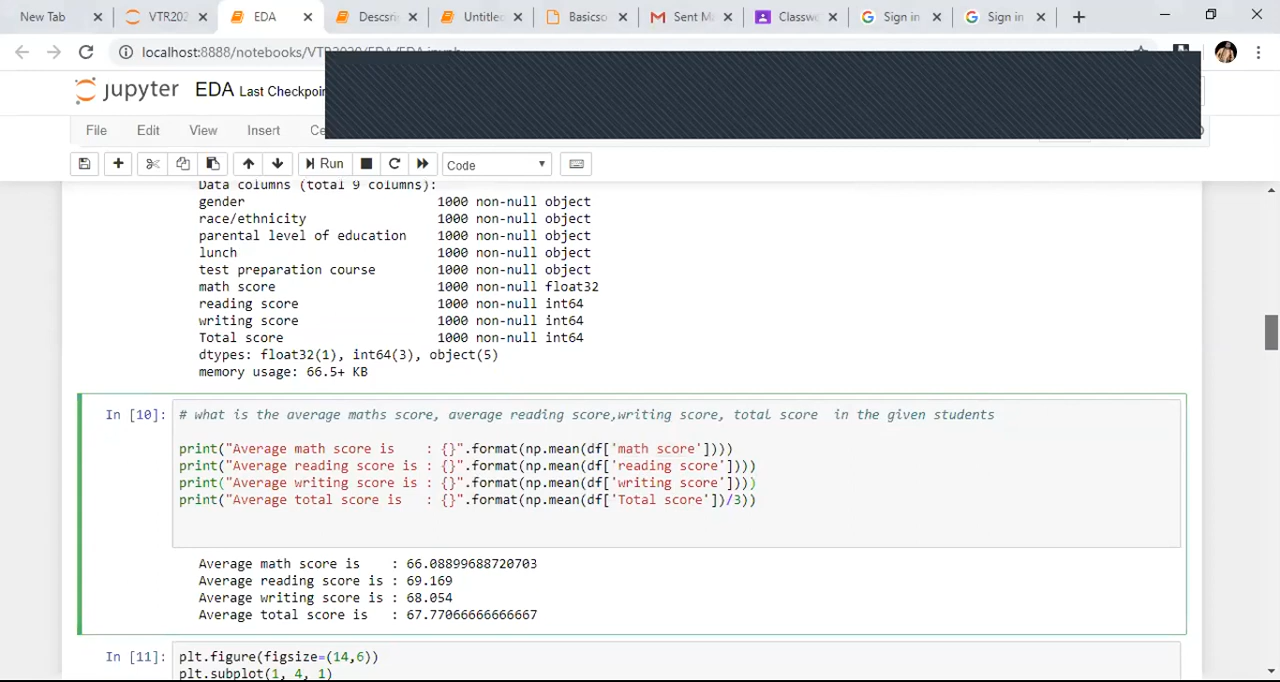 New Tab
VTR202
EDA
Descsri
Untitled
Basicso
Sent Ma
Classwo
Sign in
Sign in
localhost:8888/notebooks/VTR2020/EDA/EDA.ipynb
jupyter EDA Last Checkpoin
File Edit View Insert Ce
Run Code
Data columns (total 9 columns):
gender 1000 non-null object
race/ethnicity 1000 non-null object
parental level of education 1000 non-null object
lunch 1000 non-null object
test preparation course 1000 non-null object
math score 1000 non-null float32
reading score 1000 non-null int64
writing score 1000 non-null int64
Total score 1000 non-null int64
dtypes: float32(1), int64(3), object(5)
memory usage: 66.5+ KB
In [10]: # what is the average maths score, average reading score,writing score, total score  in the given students
print("Average math score is    : {}".format(np.mean(df['math score'])))
print("Average reading score is : {}".format(np.mean(df['reading score'])))
print("Average writing score is : {}".format(np.mean(df['writing score'])))
print("Average total score is   : {}".format(np.mean(df['Total score'])/3))
Average math score is    : 66.08899688720703
Average reading score is : 69.169
Average writing score is : 68.054
Average total score is   : 67.77066666666667
In [11]: plt.figure(figsize=(14,6))
plt.subplot(1, 4, 1)